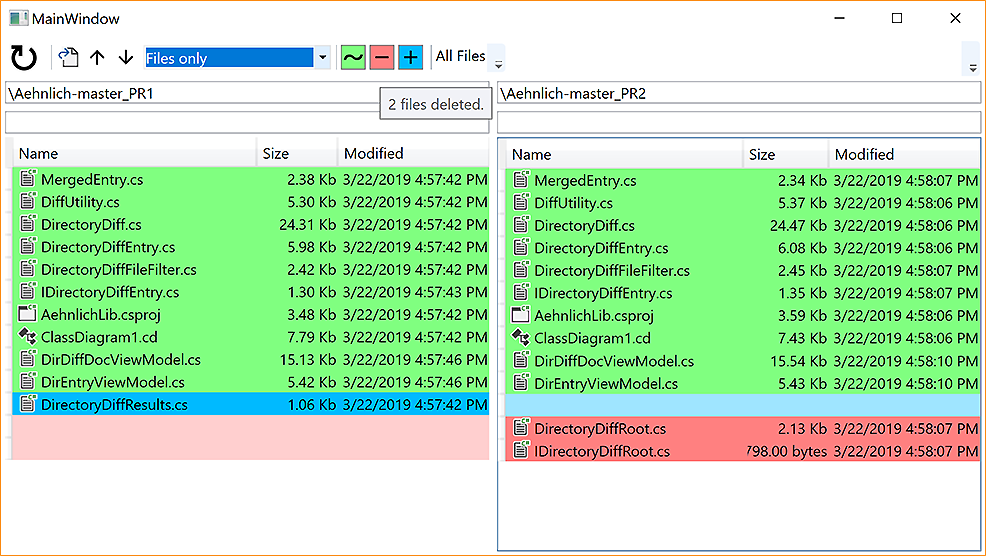 MainWindow
Files only
All Files
\Aehnlich-master_PR1
\Aehnlich-master_PR2
2 files deleted.
Name Size Modified
MergedEntry.cs 2.38 Kb 3/22/2019 4:57:42 PM
DiffUtility.cs 5.30 Kb 3/22/2019 4:57:42 PM
DirectoryDiff.cs 24.31 Kb 3/22/2019 4:57:42 PM
DirectoryDiffEntry.cs 5.98 Kb 3/22/2019 4:57:42 PM
DirectoryDiffFileFilter.cs 2.42 Kb 3/22/2019 4:57:42 PM
IDirectoryDiffEntry.cs 1.30 Kb 3/22/2019 4:57:43 PM
AehnlichLib.csproj 3.48 Kb 3/22/2019 4:57:42 PM
ClassDiagram1.cd 7.79 Kb 3/22/2019 4:57:42 PM
DirDiffDocViewModel.cs 15.13 Kb 3/22/2019 4:57:46 PM
DirEntryViewModel.cs 5.42 Kb 3/22/2019 4:57:46 PM
DirectoryDiffResults.cs 1.06 Kb 3/22/2019 4:57:42 PM
Name Size Modified
MergedEntry.cs 2.34 Kb 3/22/2019 4:58:07 PM
DiffUtility.cs 5.37 Kb 3/22/2019 4:58:06 PM
DirectoryDiff.cs 24.47 Kb 3/22/2019 4:58:06 PM
DirectoryDiffEntry.cs 6.08 Kb 3/22/2019 4:58:06 PM
DirectoryDiffFileFilter.cs 2.45 Kb 3/22/2019 4:58:07 PM
IDirectoryDiffEntry.cs 1.35 Kb 3/22/2019 4:58:07 PM
AehnlichLib.csproj 3.59 Kb 3/22/2019 4:58:06 PM
ClassDiagram1.cd 7.43 Kb 3/22/2019 4:58:06 PM
DirDiffDocViewModel.cs 15.54 Kb 3/22/2019 4:58:10 PM
DirEntryViewModel.cs 5.43 Kb 3/22/2019 4:58:10 PM
DirectoryDiffRoot.cs 2.13 Kb 3/22/2019 4:58:07 PM
IDirectoryDiffRoot.cs 798.00 bytes 3/22/2019 4:58:07 PM